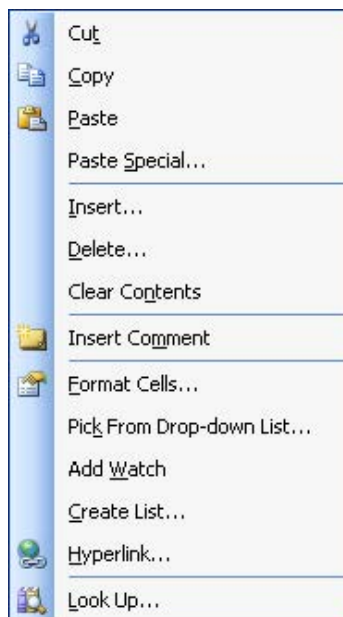 Cut
Copy
Paste
Paste Special...
Insert...
Delete...
Clear Contents
Insert Comment
Format Cells...
Pick From Drop-down List...
Add Watch
Create List...
Hyperlink...
Look Up...